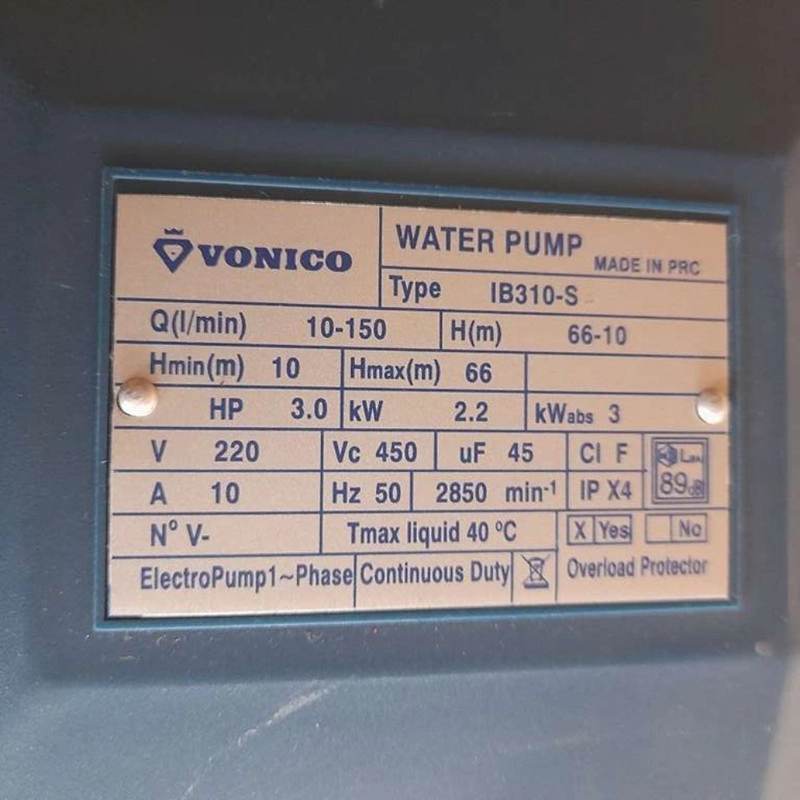 VONICO
WATER PUMP
MADE IN PRC
Type IB310-S
Q(l/min) 10-150 H(m) 66-10
Hmin(m) 10 Hmax(m) 66
HP 3.0 kW 2.2 kWabs 3
V 220 Vc 450 uF 45 Cl F
A 10 Hz 50 2850 min-¹ IP X4
LWA
89dB
N° V- Tmax liquid 40 ºC X Yes No
ElectroPump1~Phase Continuous Duty Overload Protector